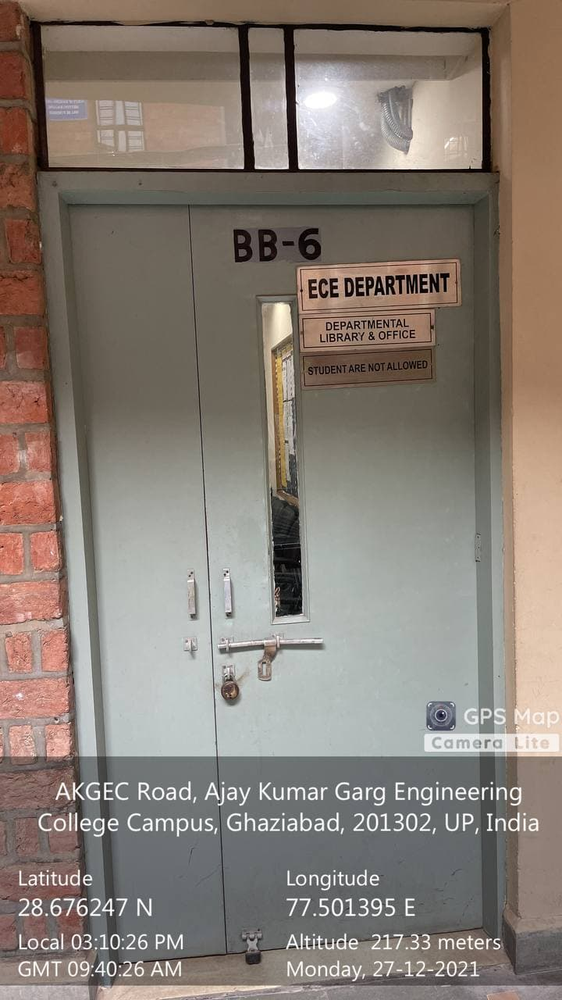 BB-6
ECE DEPARTMENT
DEPARTMENTAL
LIBRARY & OFFICE
STUDENT ARE NOT ALLOWED
GPS Map
Camera Lite
AKGEC Road, Ajay Kumar Garg Engineering
College Campus, Ghaziabad, 201302, UP, India
Latitude
28.676247 N
Longitude
77.501395 E
Local 03:10:26 PM
GMT 09:40:26 AM
Altitude 217.33 meters
Monday, 27-12-2021